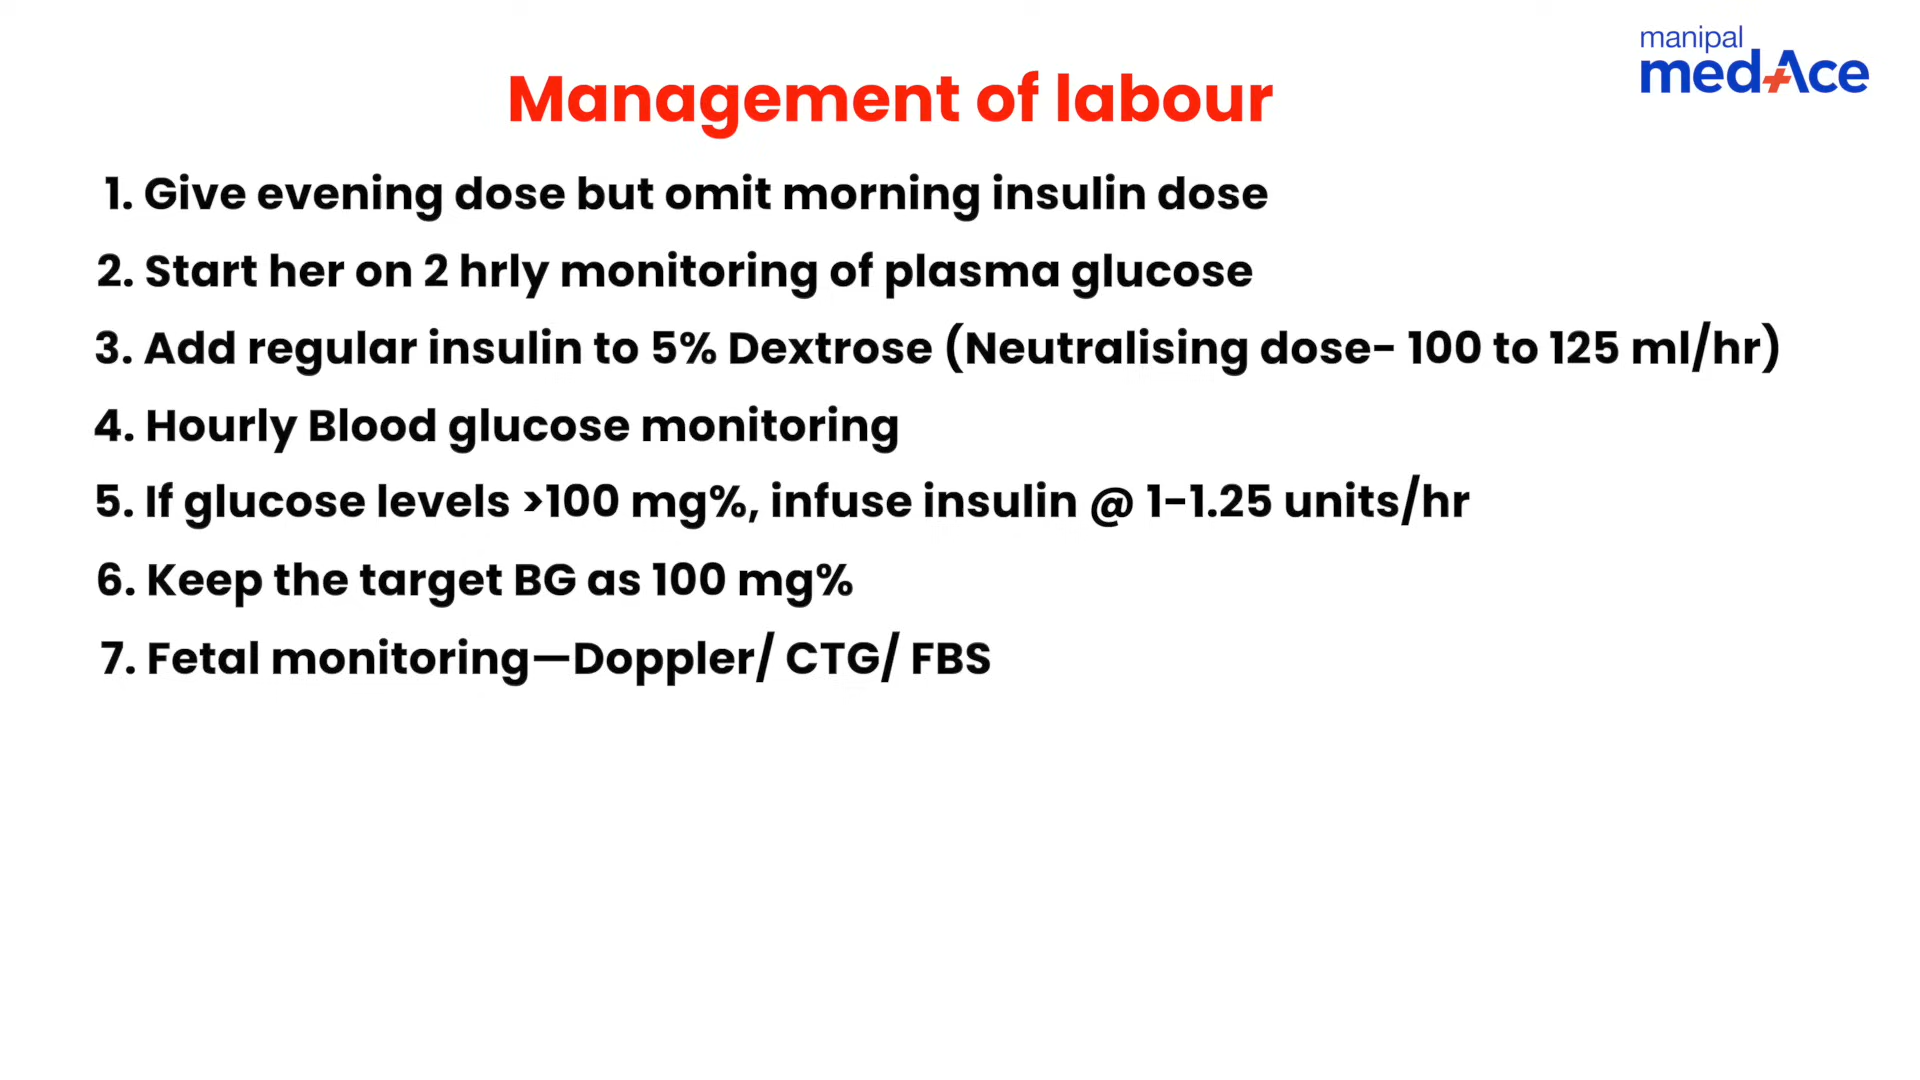 manipal
medAce
Management of labour
1. Give evening dose but omit morning insulin dose
2. Start her on 2 hrly monitoring of plasma glucose
3. Add regular insulin to 5% Dextrose (Neutralising dose- 100 to 125 ml/hr)
4. Hourly Blood glucose monitoring
5. If glucose levels >100 mg%, infuse insulin @ 1-1.25 units/hr
6. Keep the target BG as 100 mg%
7. Fetal monitoring—Doppler/ CTG/ FBS